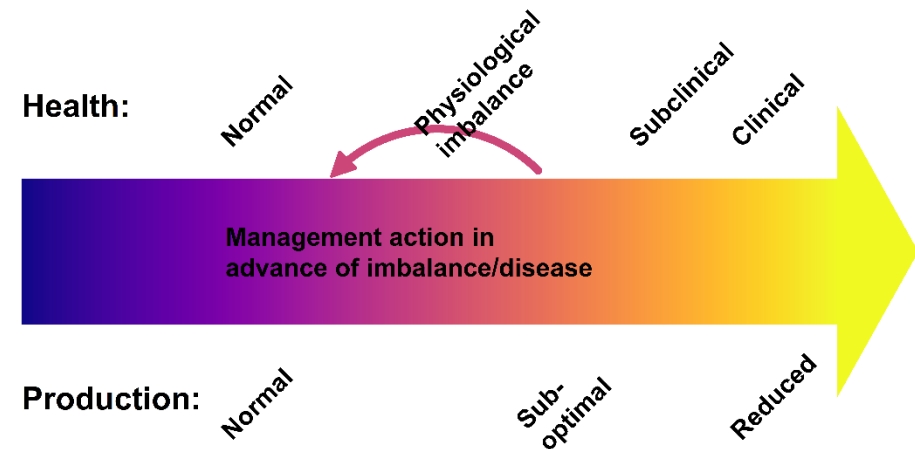 Health:
Normal
Physiological
imbalance
Subclinical
Clinical
Management action in
advance of imbalance/disease
Production:
Normal
Sub-
optimal
Reduced